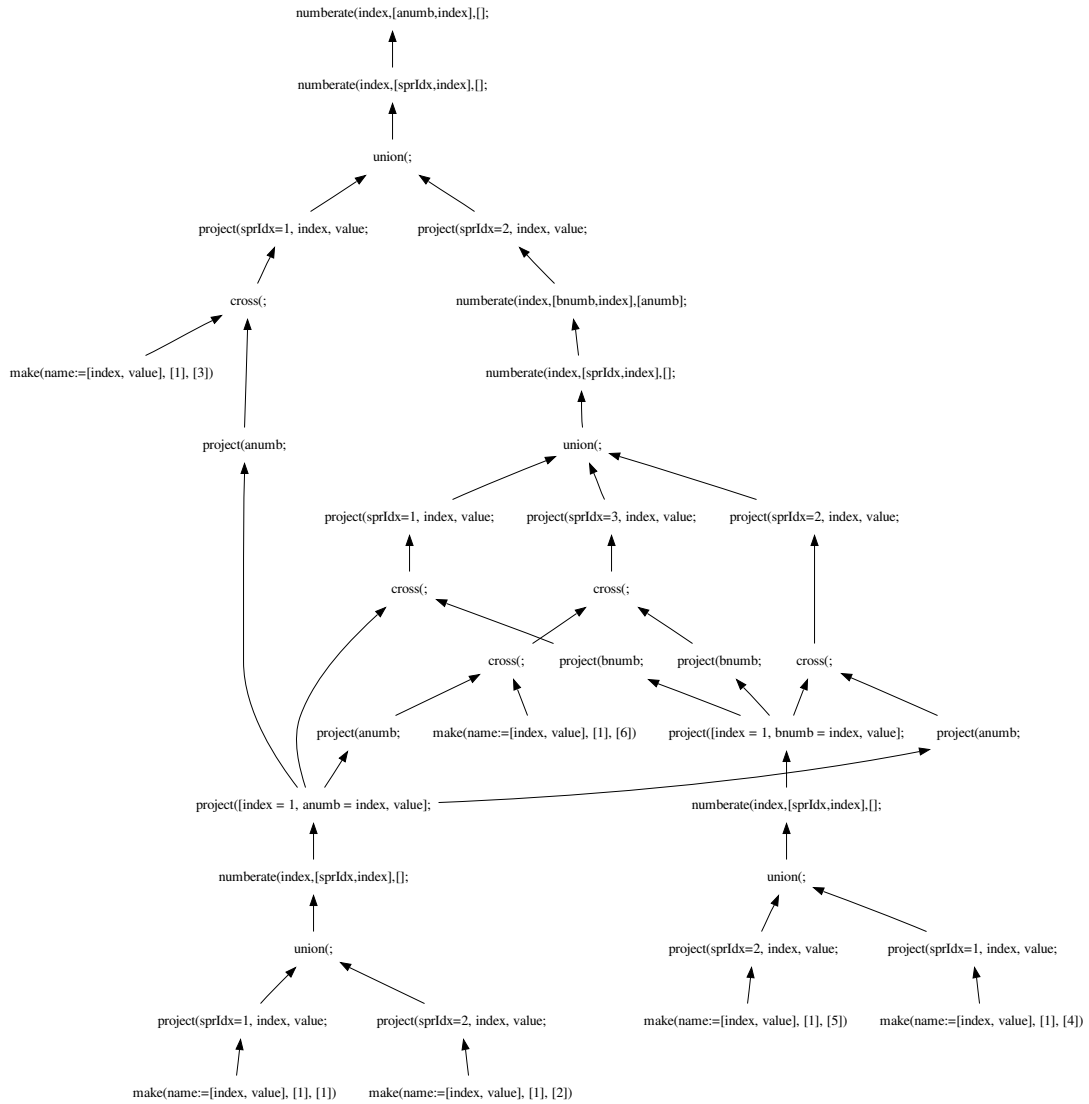 numberate(index,[anumb,index],[];
numberate(index,[sprIdx,index],[];
union(;
project(sprIdx=1, index, value;
project(sprIdx=2, index, value;
cross(;
numberate(index,[bnumb,index],[anumb];
make(name:=[index, value], [1], [3])
numberate(index,[sprIdx,index],[];
project(anumb;
union(;
project(sprIdx=1, index, value;
project(sprIdx=3, index, value;
project(sprIdx=2, index, value;
cross(;
cross(;
cross(;
project(bnumb;
project(bnumb;
cross(;
project(anumb;
make(name:=[index, value], [1], [6])
project([index = 1, bnumb = index, value];
project(anumb;
project([index = 1, anumb = index, value];
numberate(index,[sprIdx,index],[];
numberate(index,[sprIdx,index],[];
union(;
union(;
project(sprIdx=2, index, value;
project(sprIdx=1, index, value;
project(sprIdx=1, index, value;
project(sprIdx=2, index, value;
make(name:=[index, value], [1], [5])
make(name:=[index, value], [1], [4])
make(name:=[index, value], [1], [1])
make(name:=[index, value], [1], [2])